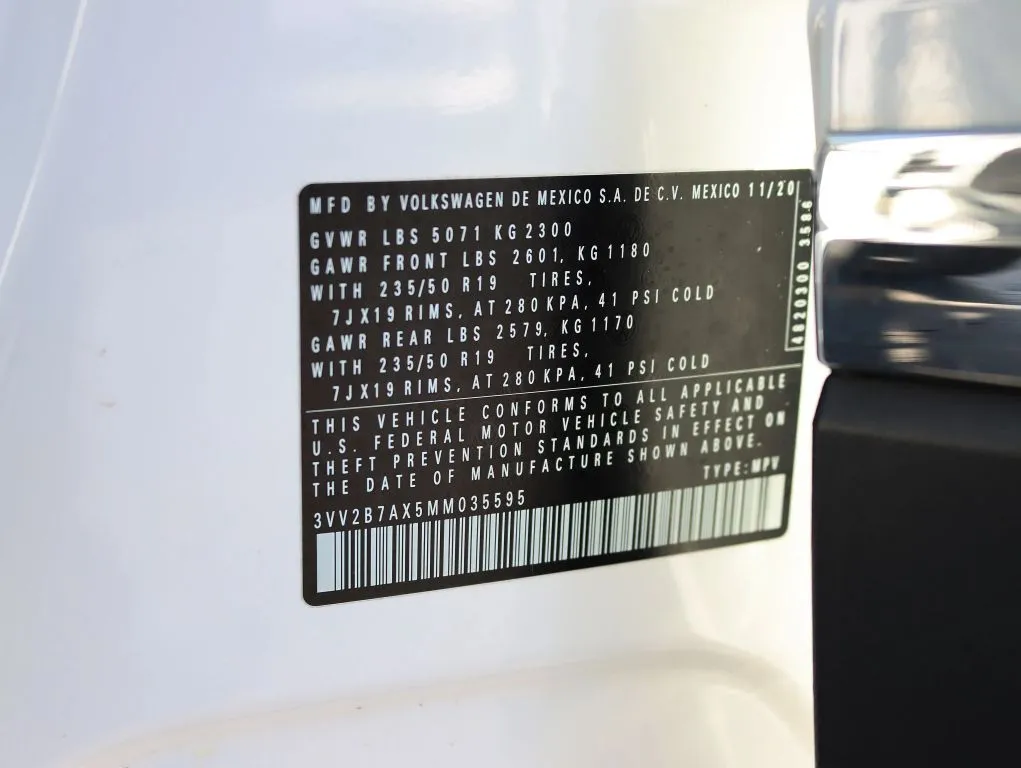 MFD BY VOLKSWAGEN DE MEXICO S.A. DE C.V. MEXICO 11/20
GVWR LBS 5071 KG 2300
GAWR FRONT LBS 2601, KG 1180
WITH 235/50 R19 TIRES,
7JX19 RIMS, AT 280 KPA, 41 PSI COLD
GAWR REAR LBS 2579, KG 1170
WITH 235/50 R19 TIRES,
7JX19 RIMS, AT 280 KPA, 41 PSI COLD
4820300 3586
THIS VEHICLE CONFORMS TO ALL APPLICABLE
U.S. FEDERAL MOTOR VEHICLE SAFETY AND
THEFT PREVENTION STANDARDS IN EFFECT ON
THE DATE OF MANUFACTURE SHOWN ABOVE.
TYPE: MPV
3VV2B7AX5MM035595